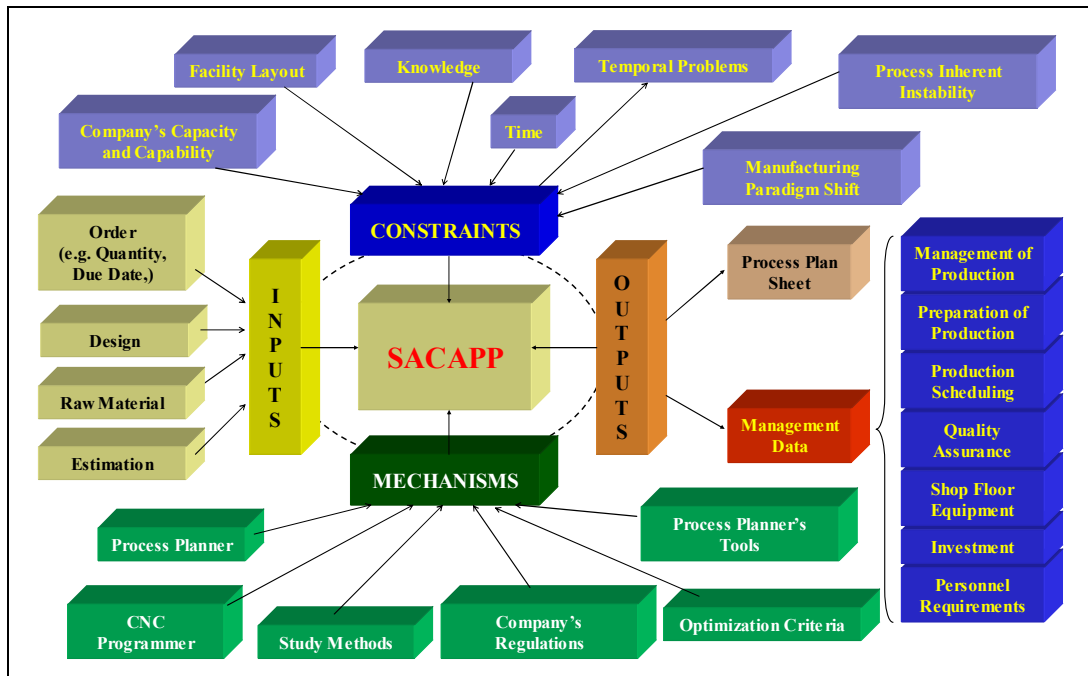 Facility Layout
Knowledge
Temporal Problems
Process Inherent
Instability
Company's Capacity
and Capability
Time
Manufacturing
Paradigm Shift
CONSTRAINTS
Order
(e.g. Quantity,
Due Date,)
Design
Raw Material
Estimation
INPUTS
SACAPP
OUTPUTS
Process Plan
Sheet
Management
Data
Management of
Production
Preparation of
Production
Production
Scheduling
Quality
Assurance
Shop Floor
Equipment
Investment
Personnel
Requirements
MECHANISMS
Process Planner
Process Planner's
Tools
CNC
Programmer
Study Methods
Company's
Regulations
Optimization Criteria